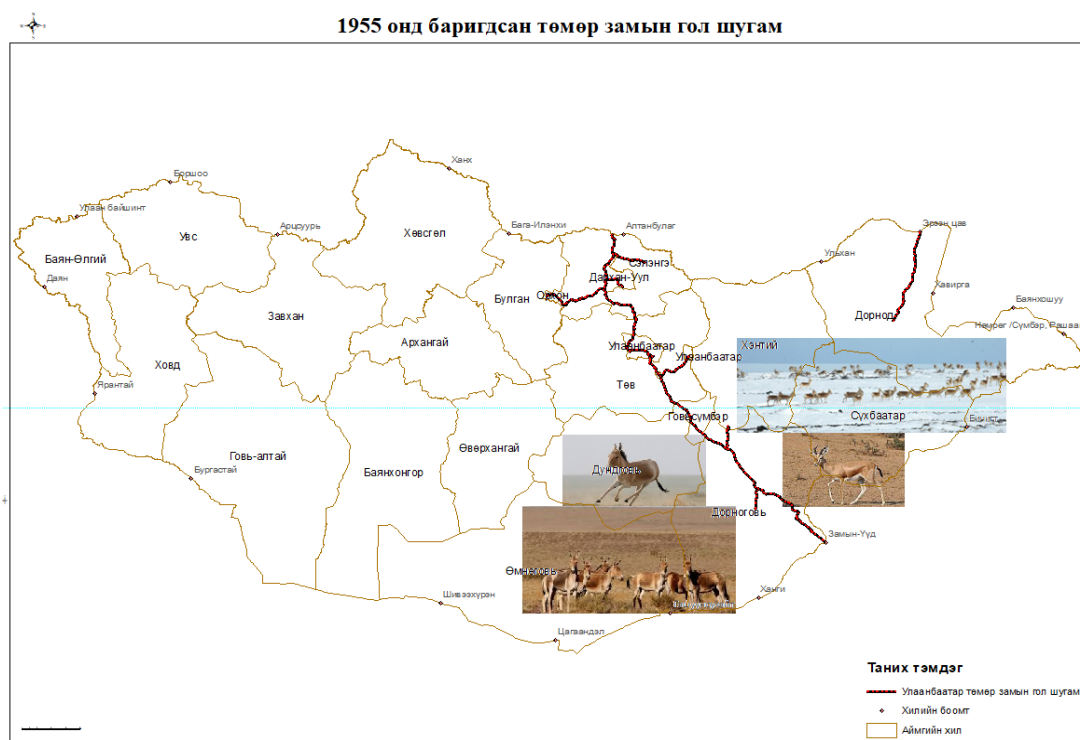 1955 онд баригдсан төмөр замын гол шугам
Ханх
Боршоо
Улаан байшинт
Арцсуурь
Бага-Илэнхи
Алтанбулаг
Эрээн цав
Увс
Хөвсгөл
Баян-Өлгий
Сэлэнгэ
Ульхан
Даян
Дархан-Уул
Орхон
Хавирга
Завхан
Булган
Баянхошуу
Дорнод
Архангай
Улаанбаатар
Хэнтий
Улаанбаатар
Ховд
Ярантай
Төв
Говьсүмбэр
Сүхбаатар
Говь-алтай
Өвөрхангай
Баянхонгор
Дундговь
Бургастай
Дорноговь
Замын-Үүд
Өмнөговь
Шивээхүрэн
Ханги
Цагаандэл
Таних тэмдэг
Улаанбаатар төмөр замын гол шугам
Хилийн боомт
Аймгийн хил